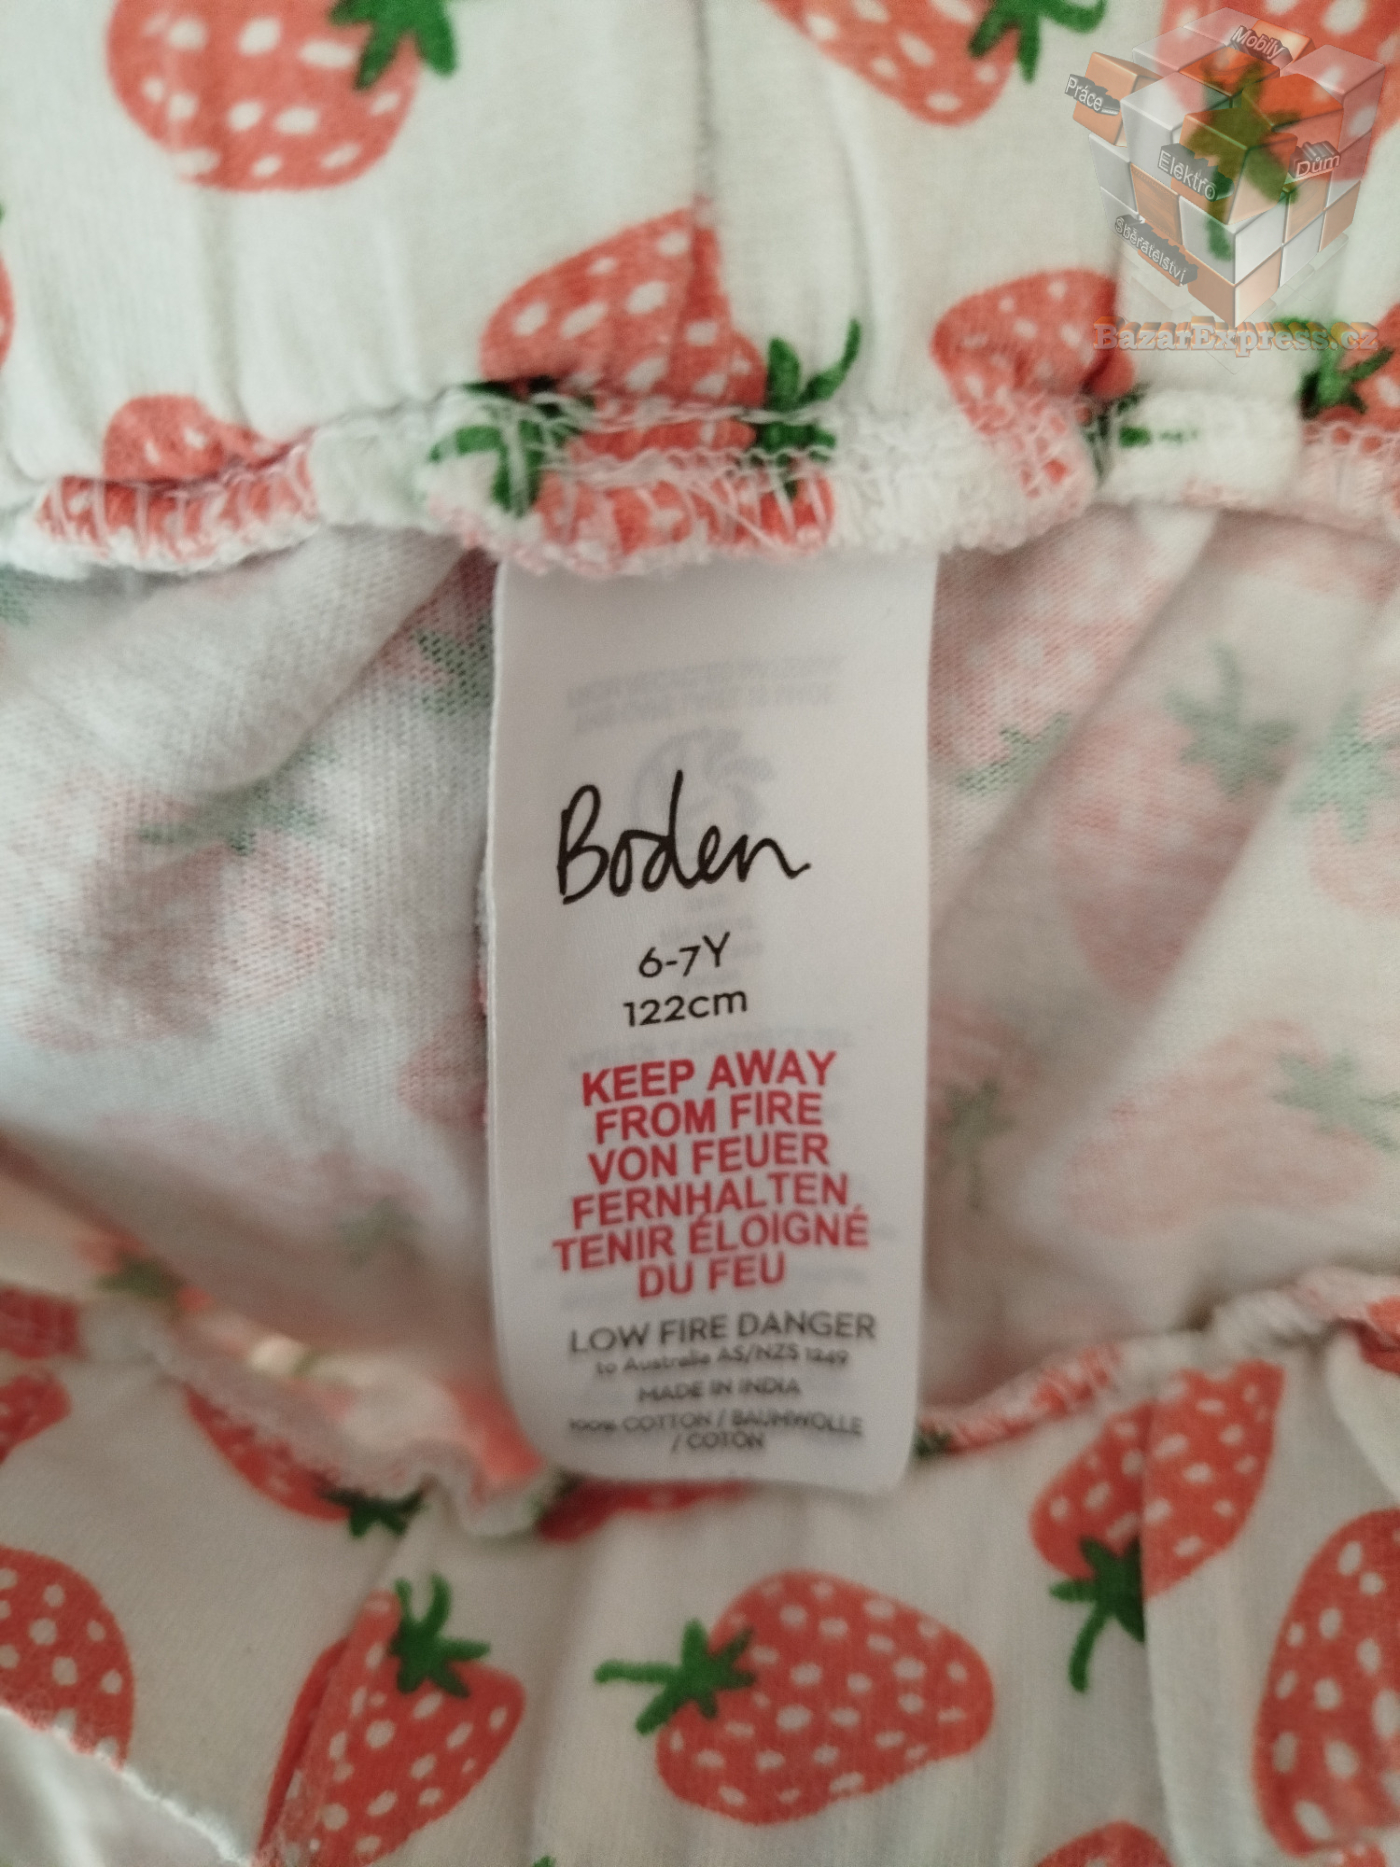 Mobily
Práce
Elektro
Dům
Sběratelství
BazarExpress.cz
Boden
6-7Y
122cm
KEEP AWAY
FROM FIRE
VON FEUER
FERNHALTEN
TENIR ÉLOIGNÉ
DU FEU
LOW FIRE DANGER
to Australia AS/NZS 1249
MADE IN INDIA
100% COTTON / BAUMWOLLE
/ COTON